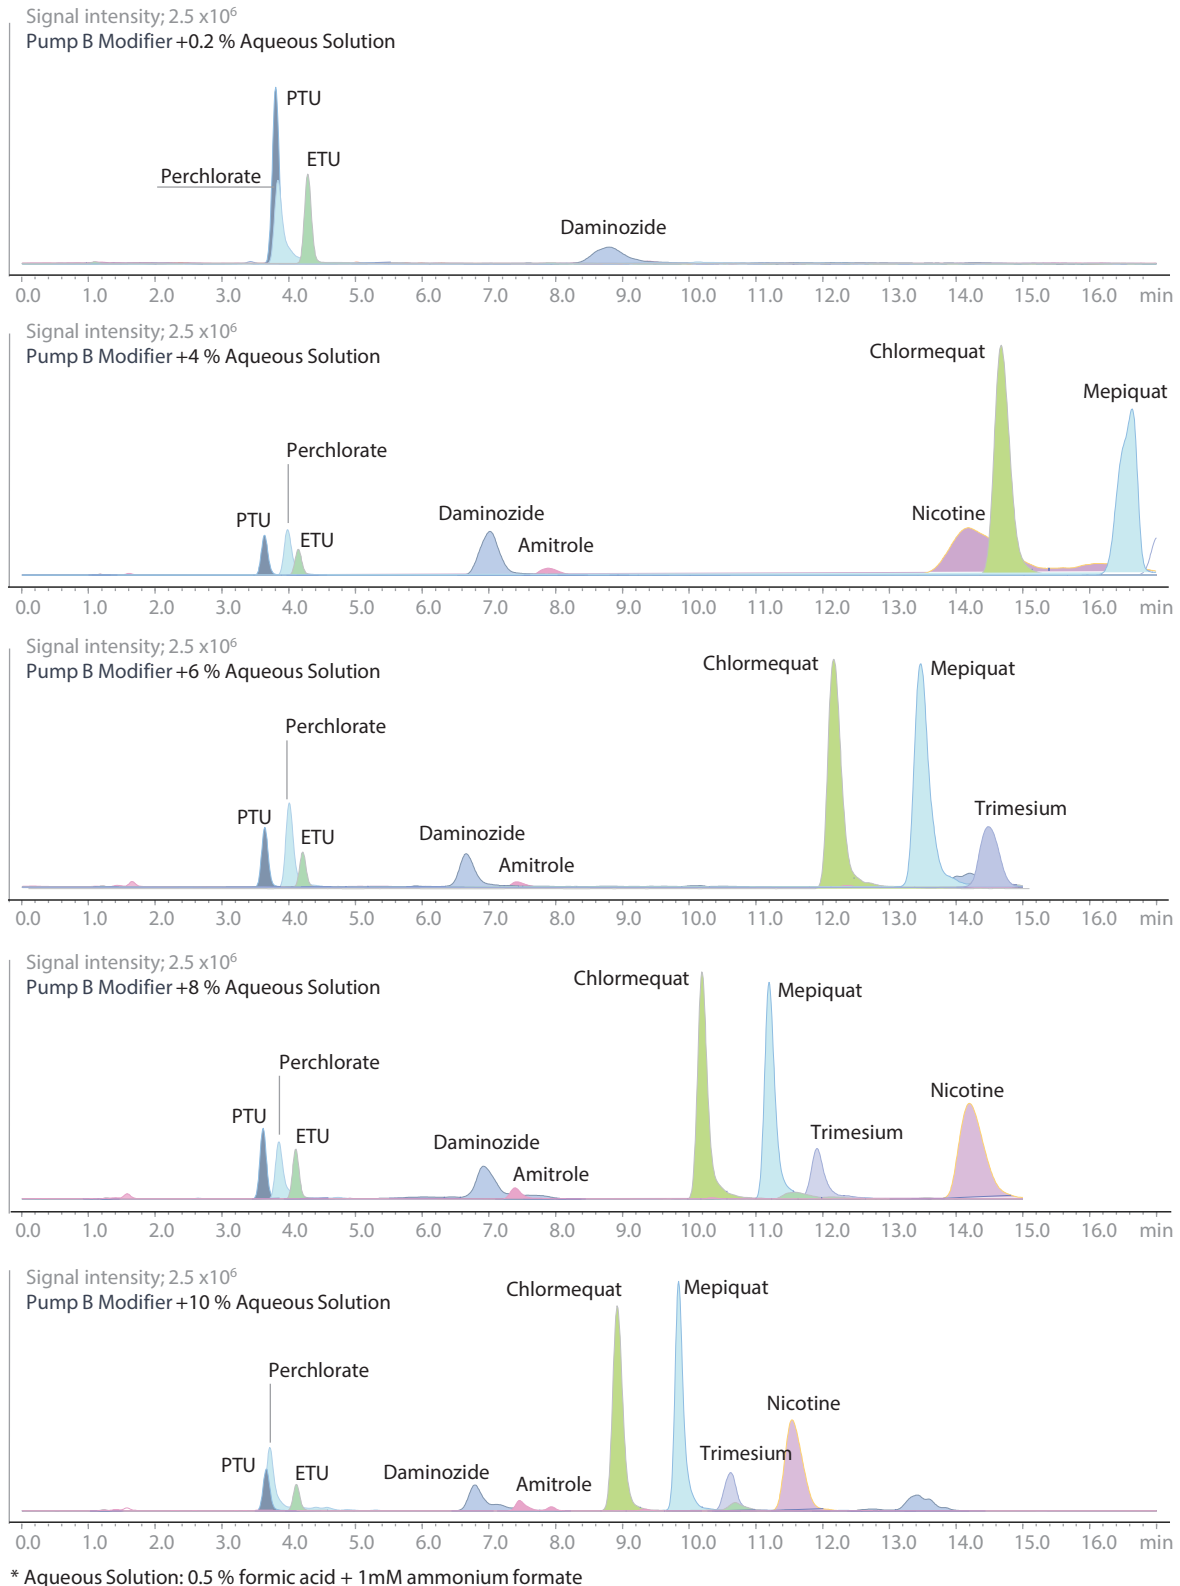 Signal intensity; 2.5 x10⁶
Pump B Modifier +0.2 % Aqueous Solution
PTU
ETU
Perchlorate
Daminozide
0.0 1.0 2.0 3.0 4.0 5.0 6.0 7.0 8.0 9.0 10.0 11.0 12.0 13.0 14.0 15.0 16.0 min
Signal intensity; 2.5 x10⁶
Pump B Modifier +4 % Aqueous Solution
Chlormequat
Mepiquat
Perchlorate
PTU
ETU
Daminozide
Amitrole
Nicotine
0.0 1.0 2.0 3.0 4.0 5.0 6.0 7.0 8.0 9.0 10.0 11.0 12.0 13.0 14.0 15.0 16.0 min
Signal intensity; 2.5 x10⁶
Pump B Modifier +6 % Aqueous Solution
Chlormequat
Mepiquat
Perchlorate
PTU
ETU
Daminozide
Amitrole
Trimesium
0.0 1.0 2.0 3.0 4.0 5.0 6.0 7.0 8.0 9.0 10.0 11.0 12.0 13.0 14.0 15.0 16.0 min
Signal intensity; 2.5 x10⁶
Pump B Modifier +8 % Aqueous Solution
Chlormequat
Mepiquat
Perchlorate
PTU
ETU
Daminozide
Amitrole
Trimesium
Nicotine
0.0 1.0 2.0 3.0 4.0 5.0 6.0 7.0 8.0 9.0 10.0 11.0 12.0 13.0 14.0 15.0 16.0 min
Signal intensity; 2.5 x10⁶
Pump B Modifier +10 % Aqueous Solution
Chlormequat
Mepiquat
Perchlorate
PTU
ETU
Daminozide
Amitrole
Trimesium
Nicotine
0.0 1.0 2.0 3.0 4.0 5.0 6.0 7.0 8.0 9.0 10.0 11.0 12.0 13.0 14.0 15.0 16.0 min
* Aqueous Solution: 0.5 % formic acid + 1mM ammonium formate